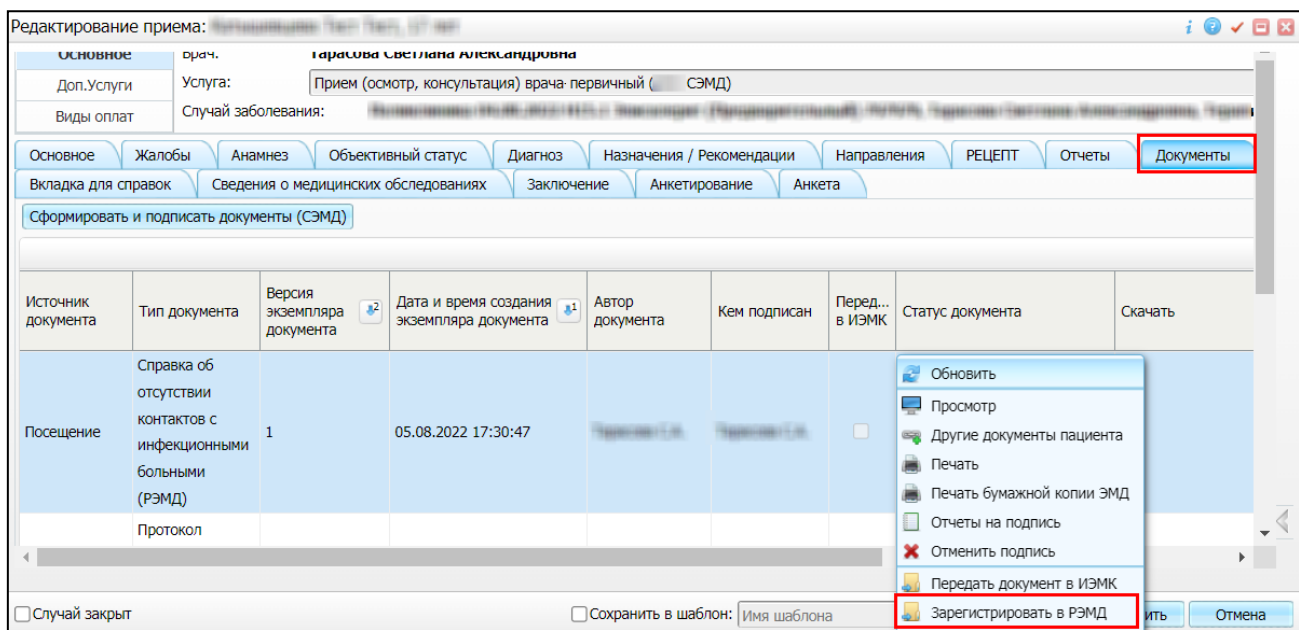 Редактирование приема:
Основное Врач: Тарасова Светлана Александровна
Доп.Услуги Услуга: Прием (осмотр, консультация) врача первичный ( СЭМД)
Виды оплат Случай заболевания:
Основное Жалобы Анамнез Объективный статус Диагноз Назначения / Рекомендации Направления РЕЦЕПТ Отчеты Документы
Вкладка для справок Сведения о медицинских обследованиях Заключение Анкетирование Анкета
Сформировать и подписать документы (СЭМД)
Источник документа Тип документа Версия экземпляра документа 2 Дата и время создания экземпляра документа 1 Автор документа Кем подписан Перед... в ИЭМК Статус документа Скачать
Посещение
Справка об
отсутствии
контактов с
инфекционными
больными
(РЭМД)
1
05.08.2022 17:30:47
Протокол
Обновить
Просмотр
Другие документы пациента
Печать
Печать бумажной копии ЭМД
Отчеты на подпись
Отменить подпись
Передать документ в ИЭМК
Зарегистрировать в РЭМД
Случай закрыт Сохранить в шаблон: Имя шаблона ить Отмена